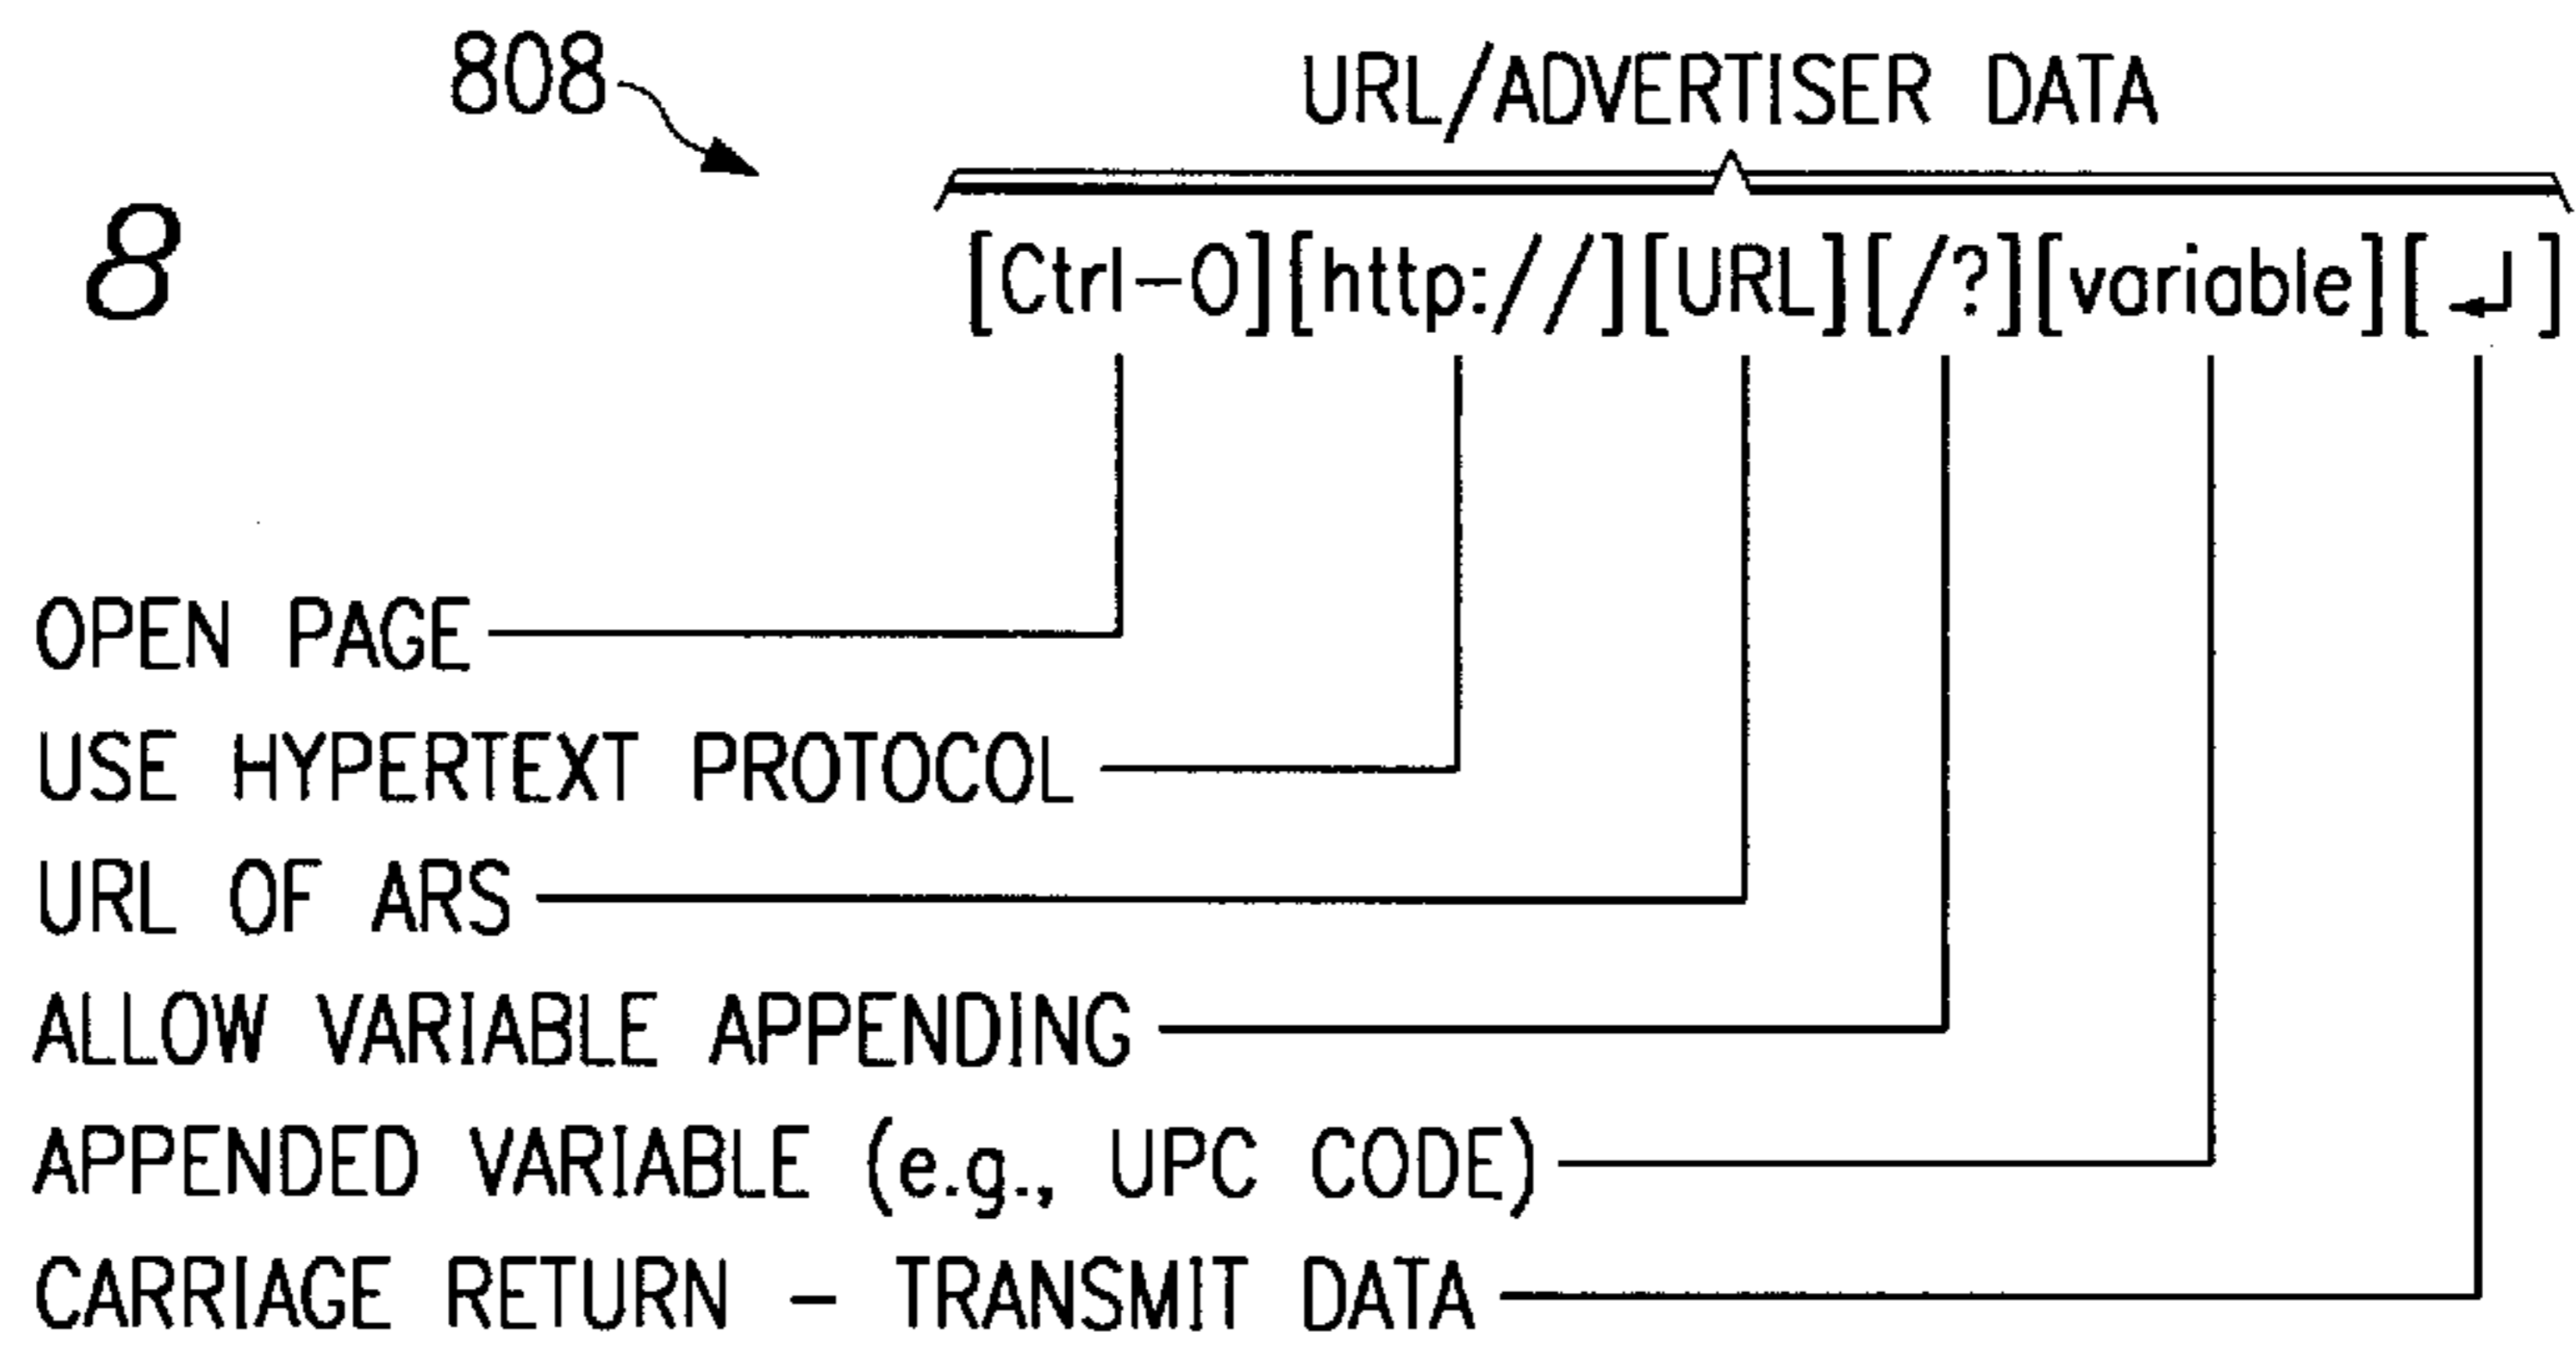 808
URL/ADVERTISER DATA
8
[Ctrl-O][http://][URL][/?][variable][↵]
OPEN PAGE
USE HYPERTEXT PROTOCOL
URL OF ARS
ALLOW VARIABLE APPENDING
APPENDED VARIABLE (e.g., UPC CODE)
CARRIAGE RETURN - TRANSMIT DATA